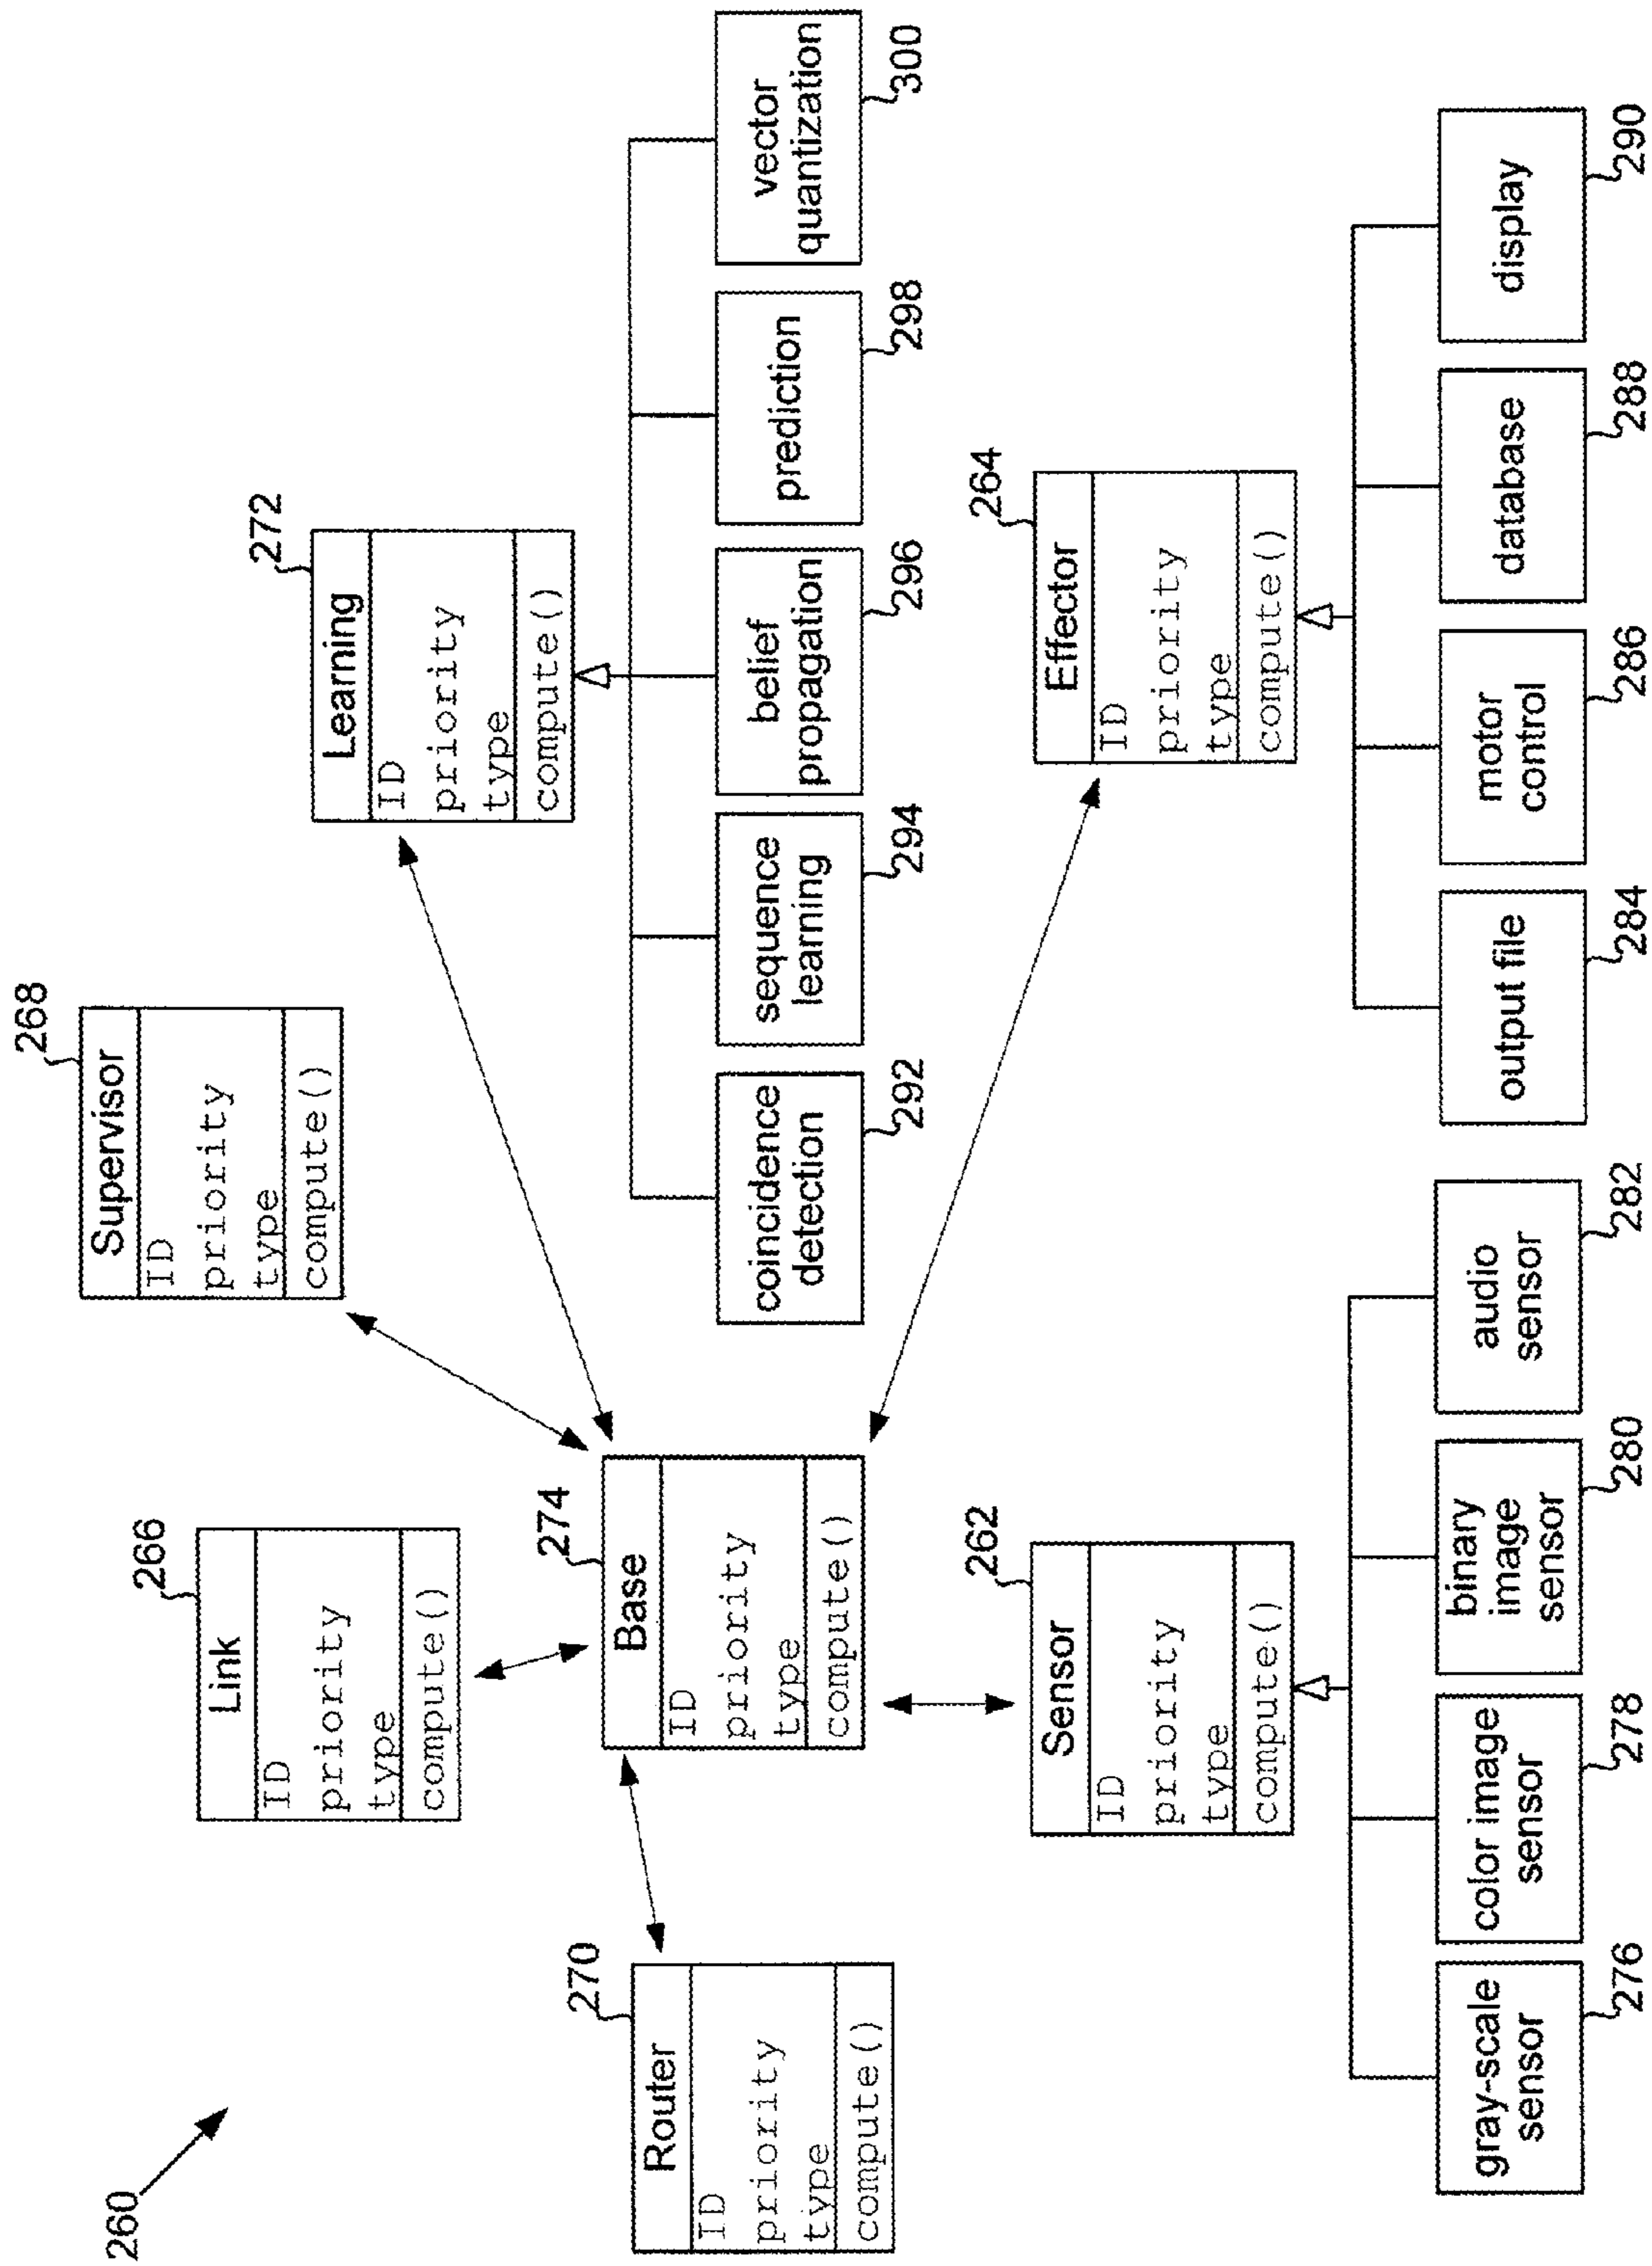 260
268
Supervisor
ID
priority
type
compute()
266
Link
ID
priority
type
compute()
272
Learning
ID
priority
type
compute()
270
Router
ID
priority
type
compute()
274
Base
ID
priority
type
compute()
coincidence
detection
292
sequence
learning
294
belief
propagation
296
prediction
298
vector
quantization
300
262
Sensor
ID
priority
type
compute()
264
Effector
ID
priority
type
compute()
gray-scale
sensor
276
color image
sensor
278
binary
image
sensor
280
audio
sensor
282
output file
284
motor
control
286
database
288
display
290